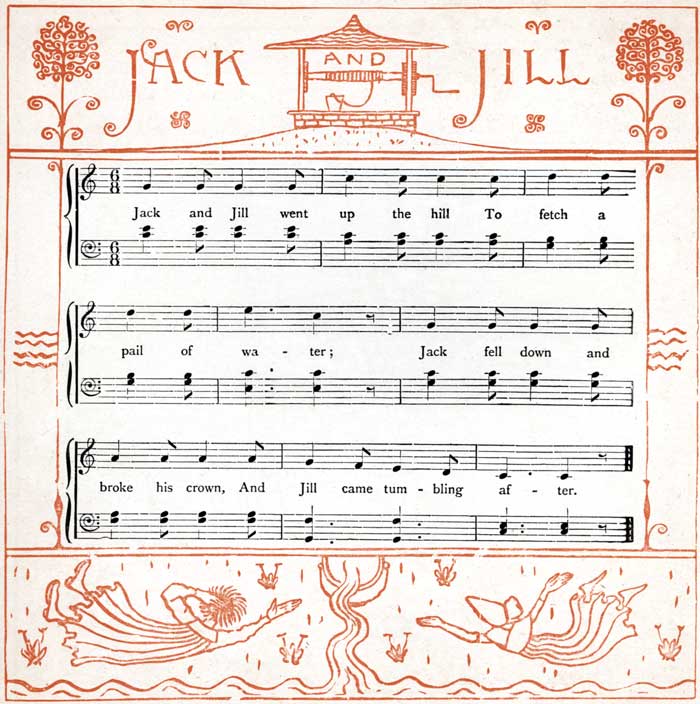 JACK AND JILL
Jack and Jill went up the hill To fetch a
pail of wa - ter; Jack fell down and
broke his crown, And Jill came tum - bling af - ter.